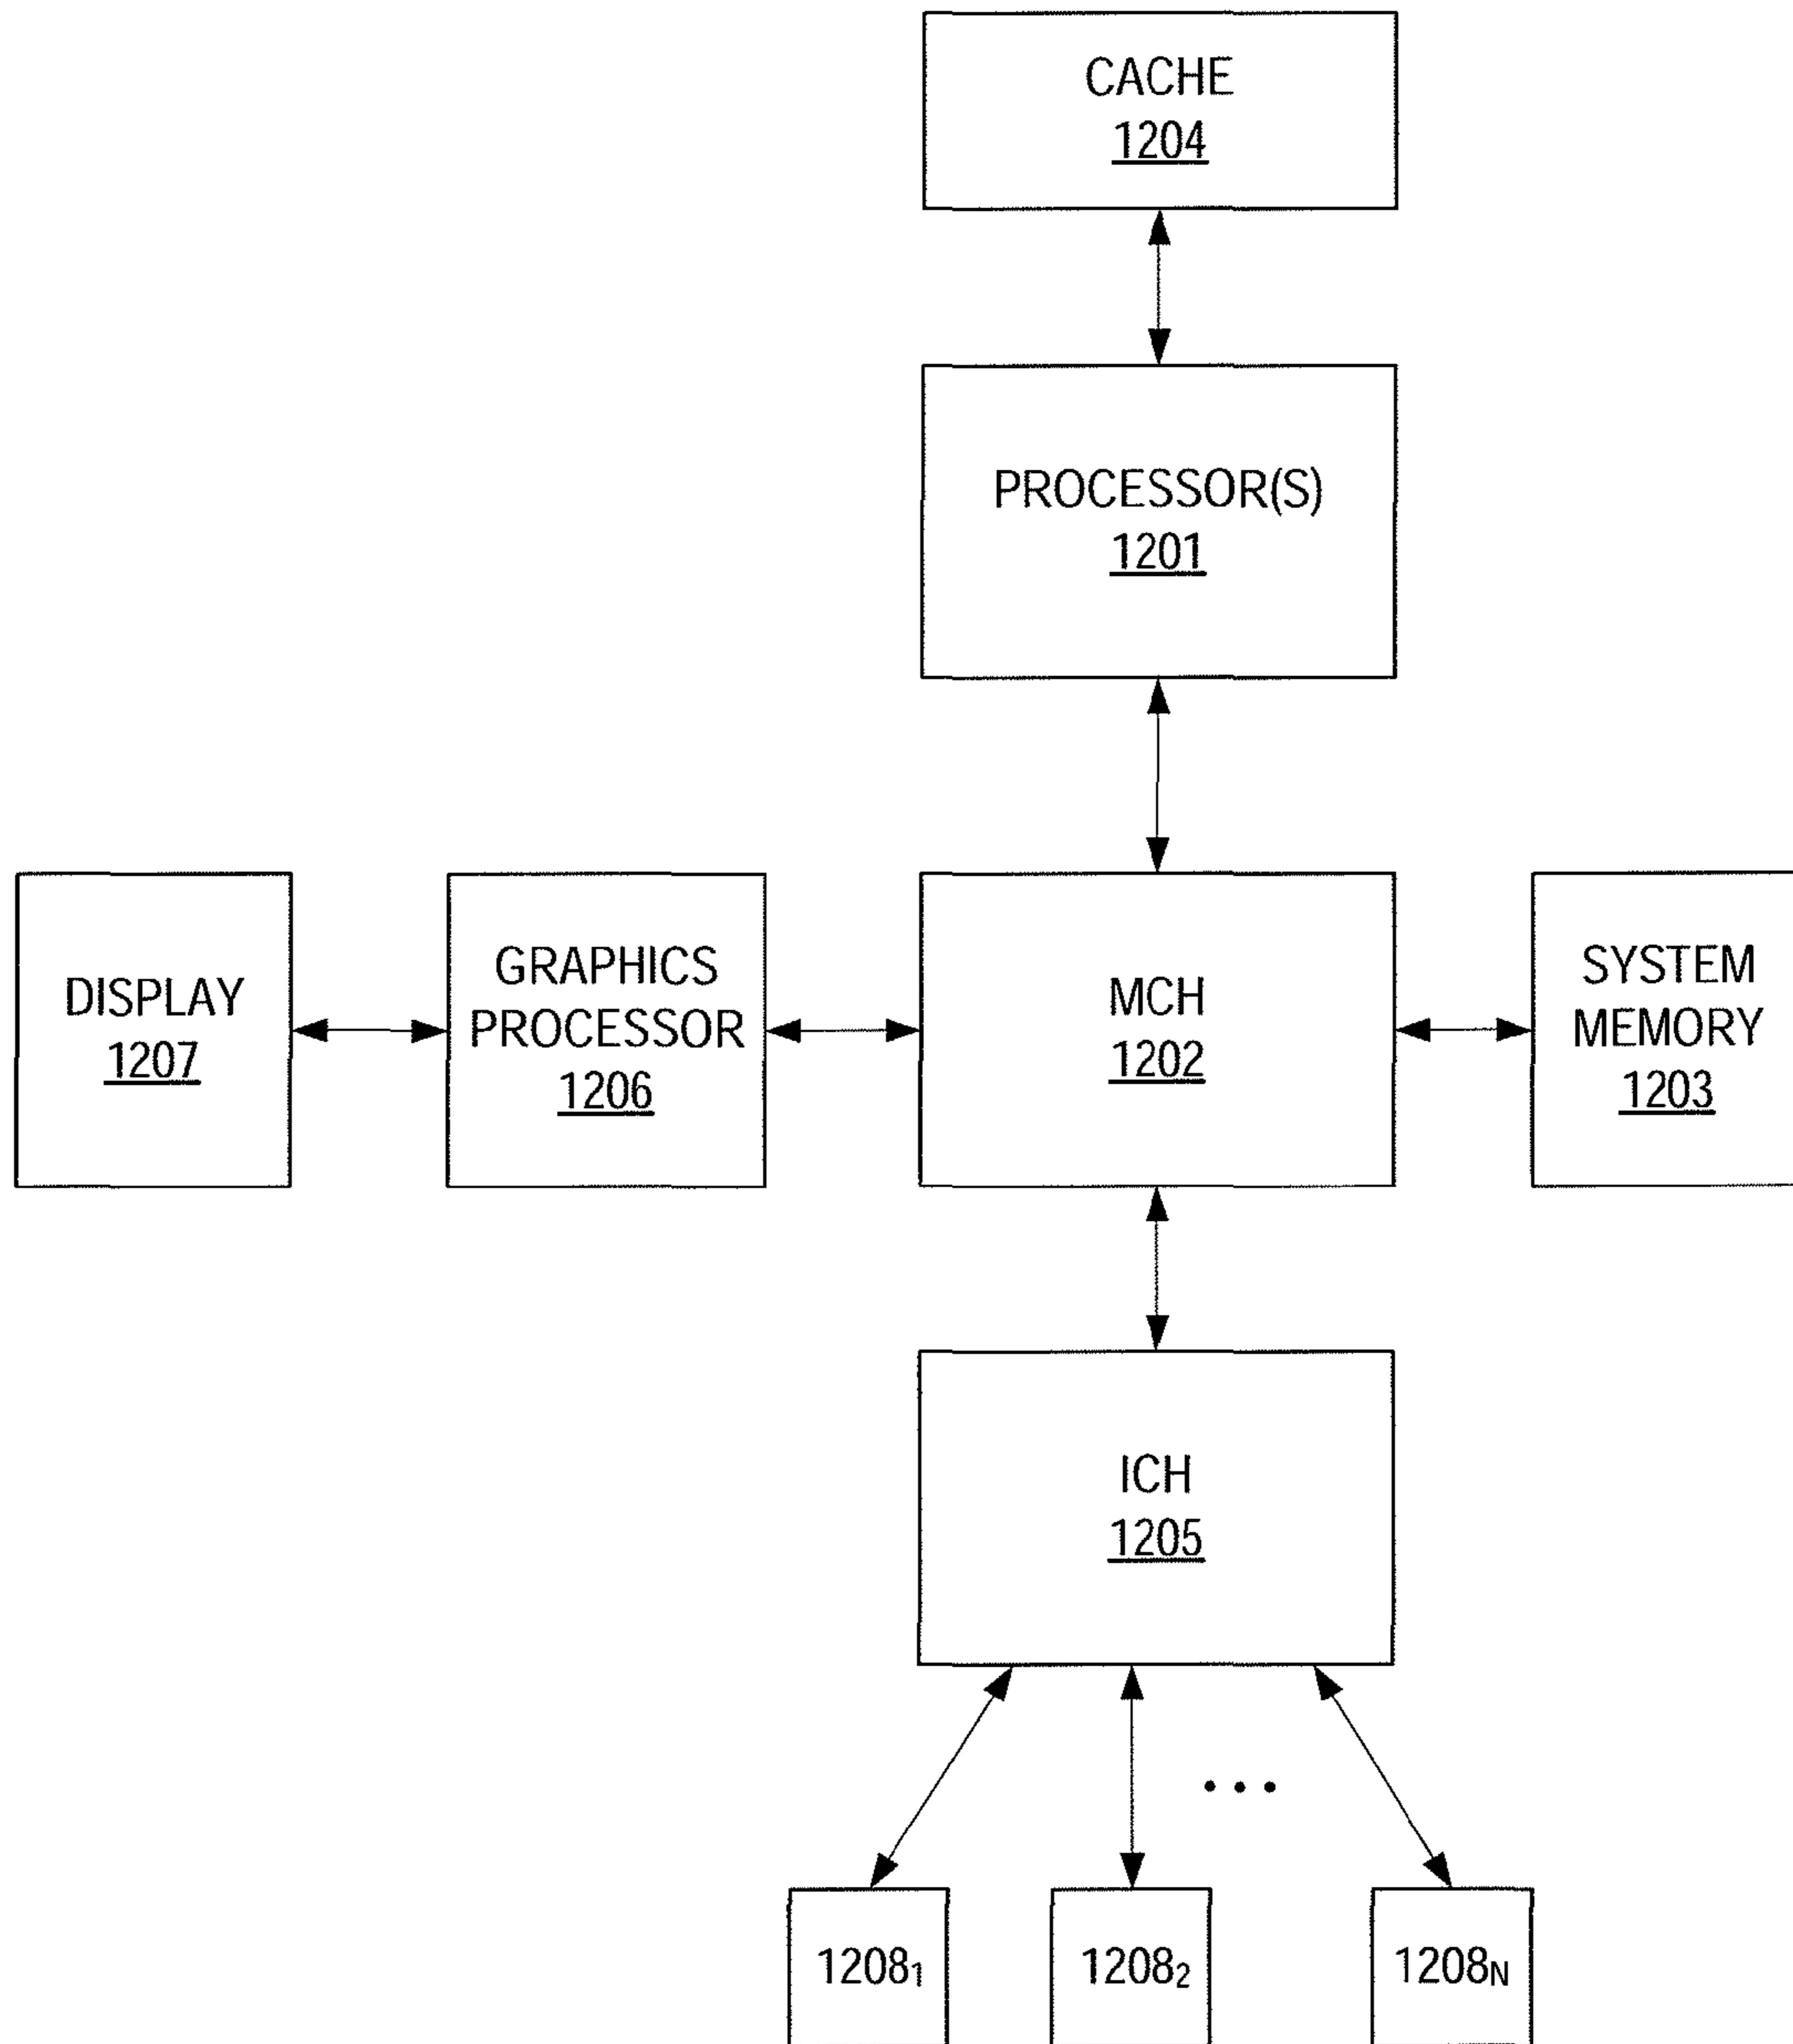 CACHE
1204
PROCESSOR(S)
1201
DISPLAY
1207
GRAPHICS
PROCESSOR
1206
MCH
1202
SYSTEM
MEMORY
1203
ICH
1205
• • •
1208₁
1208₂
1208N